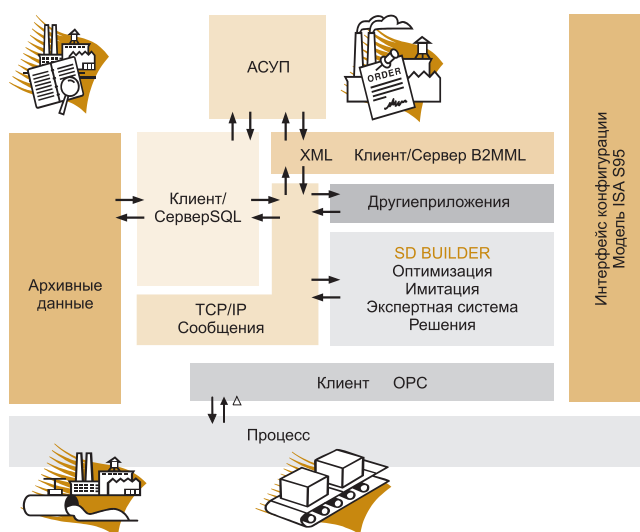 ORDER
АСУП
XML Клиент/Сервер B2MML
Клиент/
СерверSQL
Другиеприложения
Архивные
данные
SD BUILDER
Оптимизация
Имитация
Экспертная система
Решения
TCP/IP
Сообщения
Клиент OPC
Процесс
Интерфейс конфигурации
Модель ISA S95